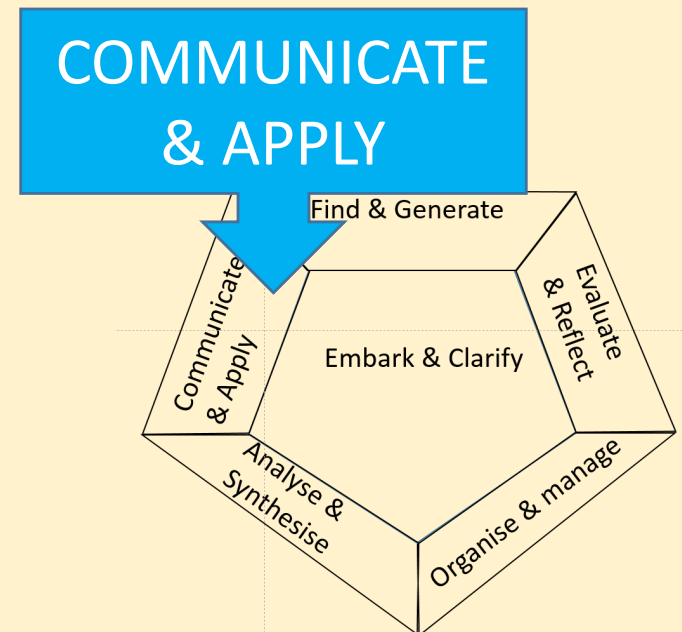 COMMUNICATE
& APPLY
Find & Generate
Evaluate
& Reflect
Communicate
& Apply
Embark & Clarify
Analyse &
Synthesise
Organise & manage